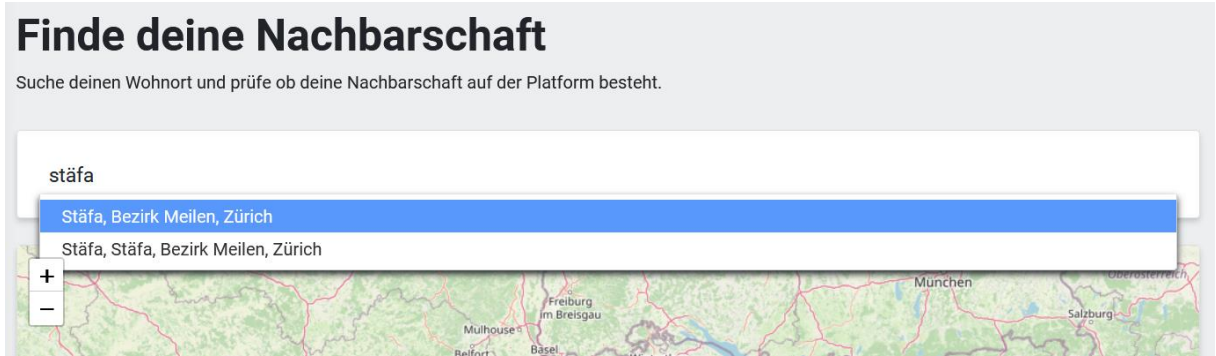 Finde deine Nachbarschaft
Suche deinen Wohnort und prüfe ob deine Nachbarschaft auf der Platform besteht.
stäfa
Stäfa, Bezirk Meilen, Zürich
Stäfa, Stäfa, Bezirk Meilen, Zürich
+
−
Oberösterreich
München
Freiburg
im Breisgau
Salzburg
Mulhouse
Basel
Belfort